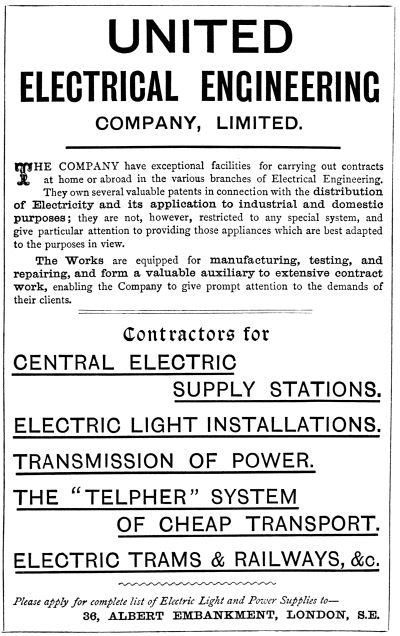 UNITED
ELECTRICAL ENGINEERING
COMPANY, LIMITED.
THE COMPANY have exceptional facilities for carrying out contracts
at home or abroad in the various branches of Electrical Engineering.
They own several valuable patents in connection with the distribution
of Electricity and its application to industrial and domestic
purposes; they are not, however, restricted to any special system, and
give particular attention to providing those appliances which are best adapted
to the purposes in view.
The Works are equipped for manufacturing, testing, and
repairing, and form a valuable auxiliary to extensive contract
work, enabling the Company to give prompt attention to the demands of
their clients.
Contractors for
CENTRAL ELECTRIC
SUPPLY STATIONS.
ELECTRIC LIGHT INSTALLATIONS.
TRANSMISSION OF POWER.
THE "TELPHER" SYSTEM
OF CHEAP TRANSPORT.
ELECTRIC TRAMS & RAILWAYS, &c.
Please apply for complete list of Electric Light and Power Supplies to—
36, ALBERT EMBANKMENT, LONDON, S.E.